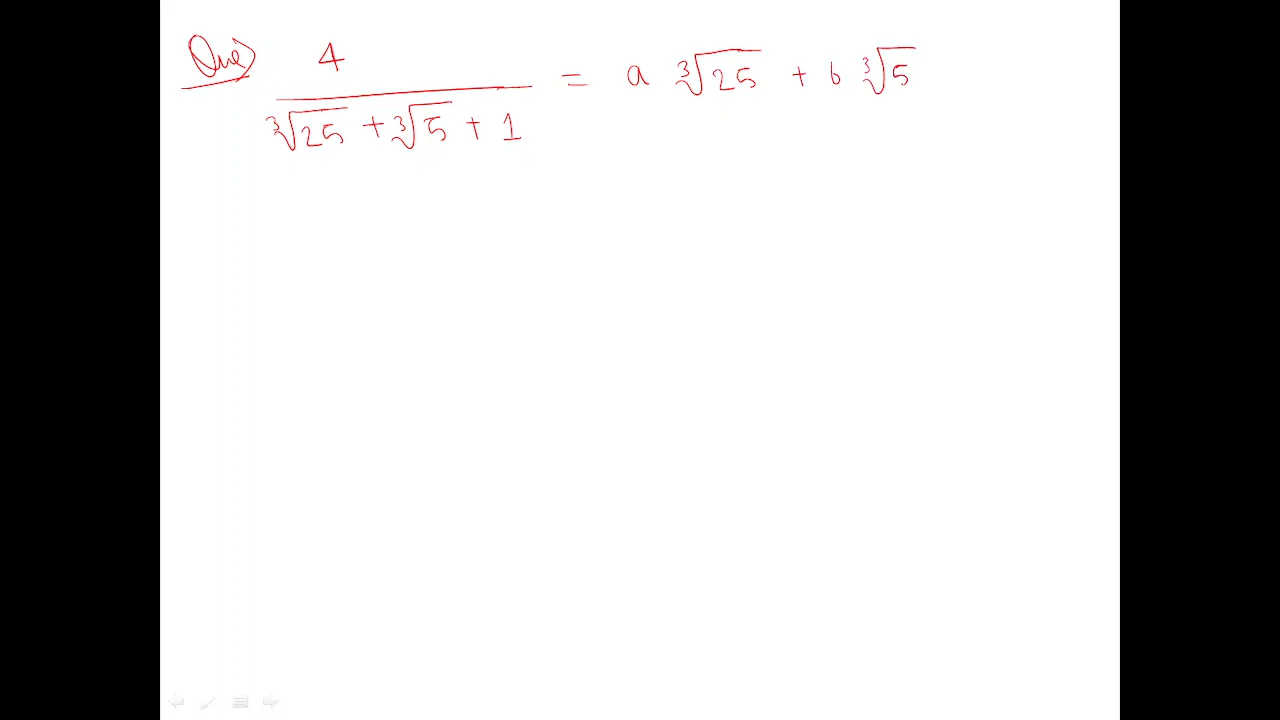 Que) 4 / (∛25 + ∛5 + 1) = a ∛25 + b ∛5